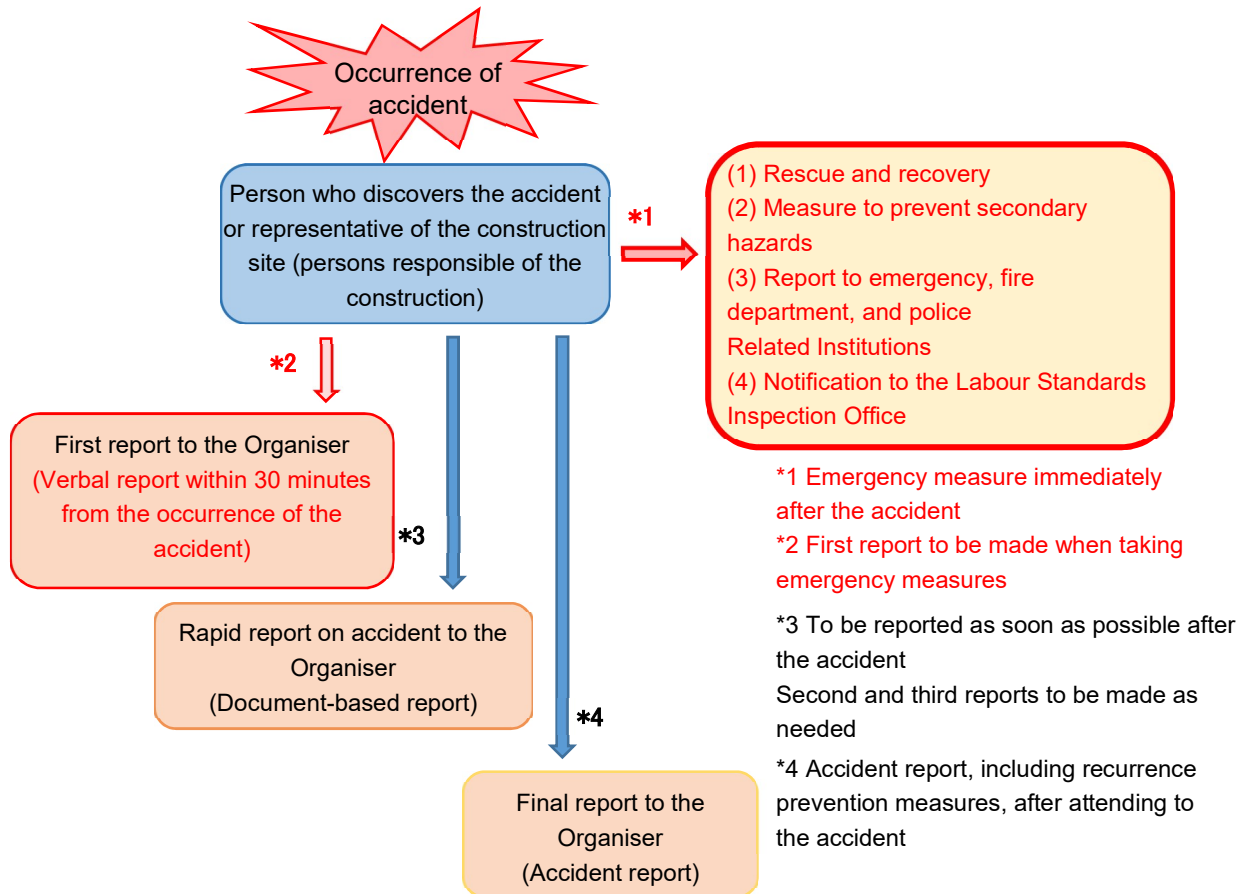 Occurrence of
accident
Person who discovers the accident
or representative of the construction
site (persons responsible of the
construction)
*1
(1) Rescue and recovery
(2) Measure to prevent secondary
hazards
(3) Report to emergency, fire
department, and police
Related Institutions
(4) Notification to the Labour Standards
Inspection Office
*2
First report to the Organiser
(Verbal report within 30 minutes
from the occurrence of the
accident)
*3
Rapid report on accident to the
Organiser
(Document-based report)
*4
Final report to the
Organiser
(Accident report)
*1 Emergency measure immediately
after the accident
*2 First report to be made when taking
emergency measures
*3 To be reported as soon as possible after
the accident
Second and third reports to be made as
needed
*4 Accident report, including recurrence
prevention measures, after attending to
the accident